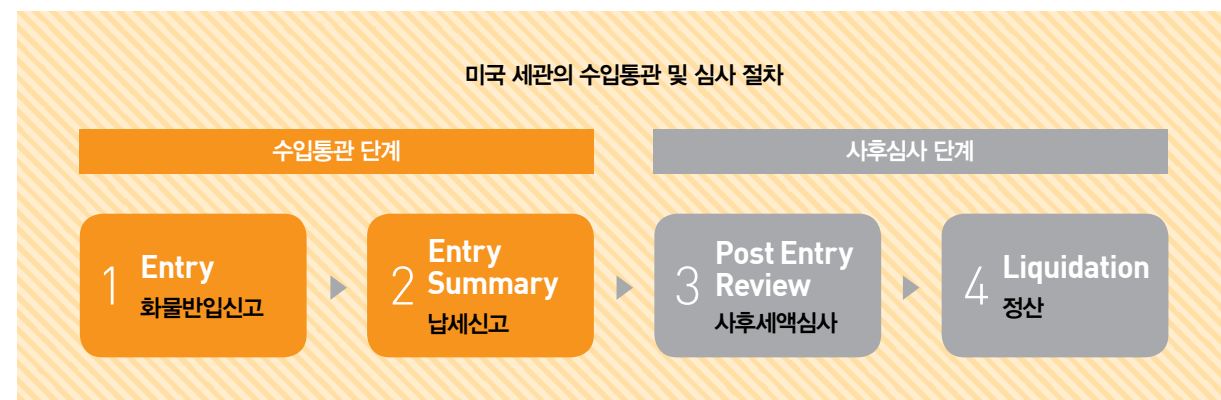 미국 세관의 수입통관 및 심사 절차
수입통관 단계
사후심사 단계
1
Entry
화물반입신고
2
Entry
Summary
납세신고
3
Post Entry
Review
사후세액심사
4
Liquidation
정산